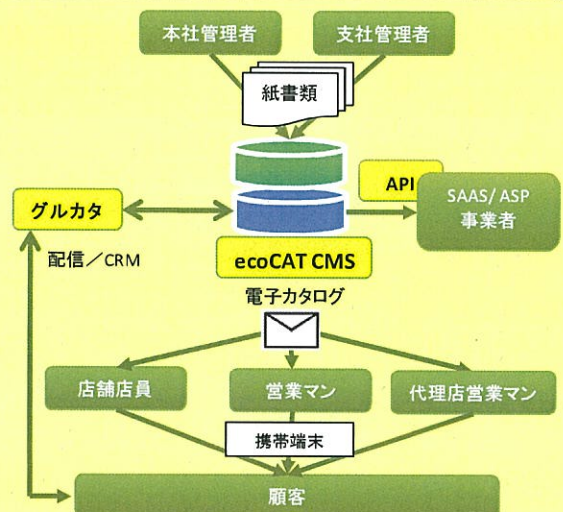 本社管理者
支社管理者
紙書類
API
SAAS/ ASP
事業者
グルカタ
配信／CRM
ecoCAT CMS
電子カタログ
店舗店員
営業マン
代理店営業マン
携帯端末
顧客